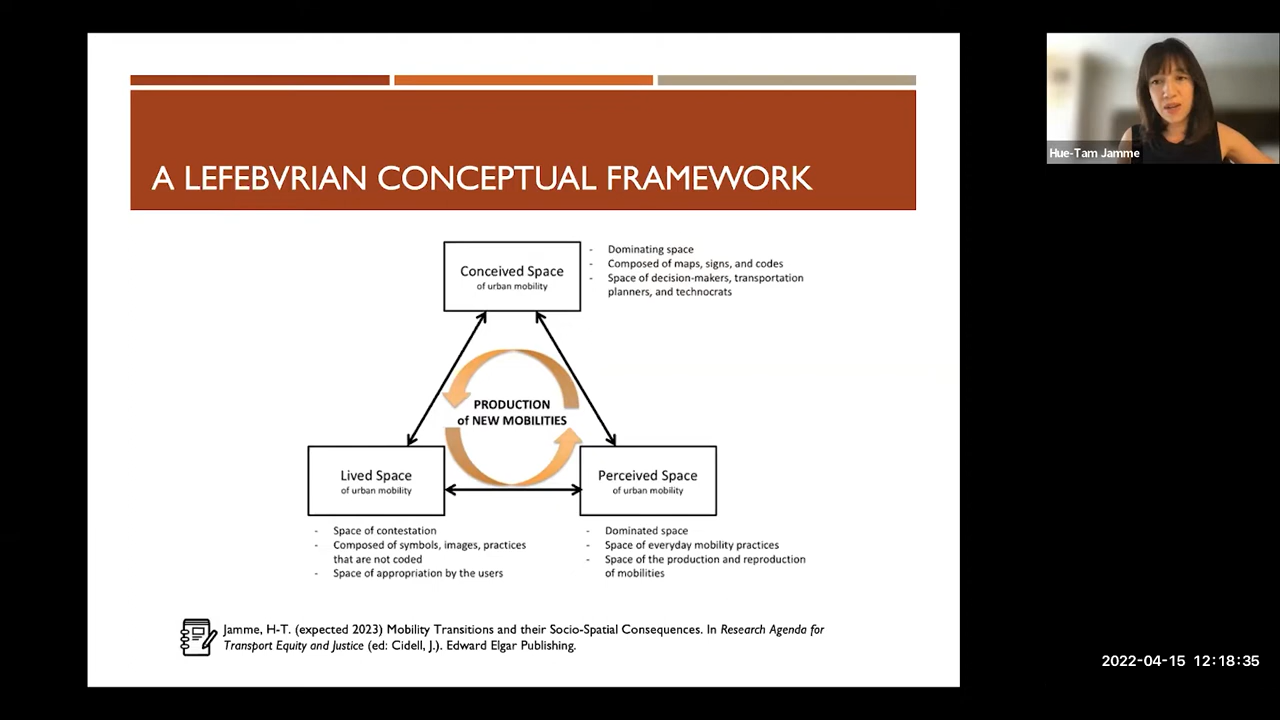 A LEFEBVRIAN CONCEPTUAL FRAMEWORK
Hue-Tam Jamme
Conceived Space
of urban mobility
- Dominating space
- Composed of maps, signs, and codes
- Space of decision-makers, transportation
planners, and technocrats
PRODUCTION
of NEW MOBILITIES
Lived Space
of urban mobility
Perceived Space
of urban mobility
- Space of contestation
- Composed of symbols, images, practices
that are not coded
- Space of appropriation by the users
- Dominated space
- Space of everyday mobility practices
- Space of the production and reproduction
of mobilities
Jamme, H-T. (expected 2023) Mobility Transitions and their Socio-Spatial Consequences. In Research Agenda for
Transport Equity and Justice (ed: Cidell, J.). Edward Elgar Publishing.
2022-04-15 12:18:35